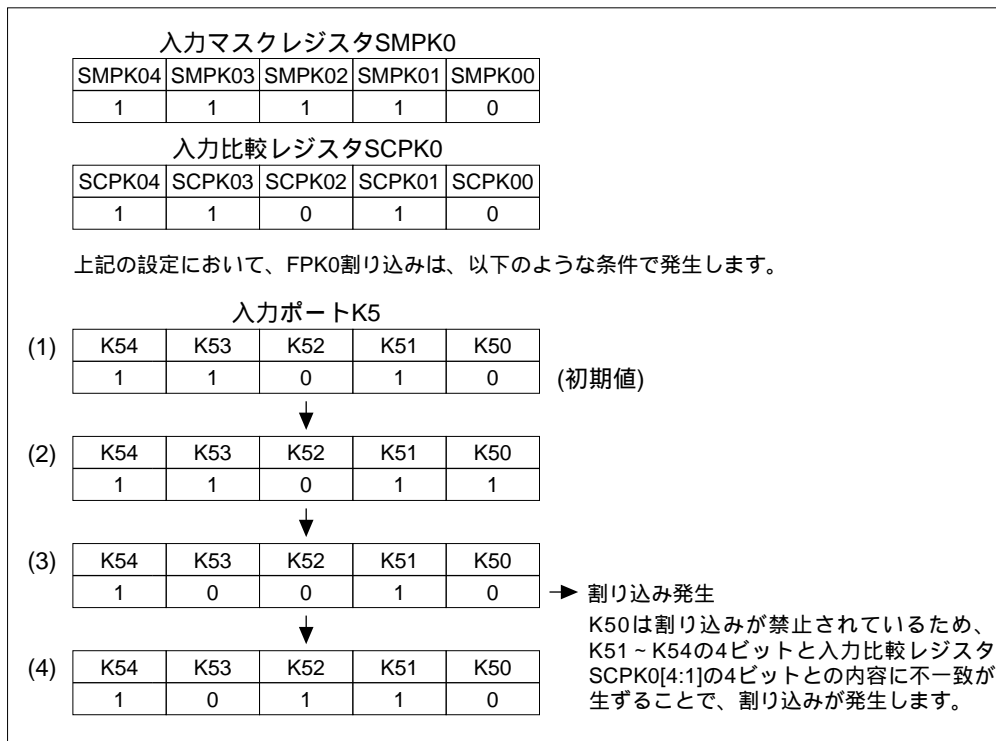 入力マスクレジスタSMPK0
SMPK04 SMPK03 SMPK02 SMPK01 SMPK00
1 1 1 1 0
入力比較レジスタSCPK0
SCPK04 SCPK03 SCPK02 SCPK01 SCPK00
1 1 0 1 0
上記の設定において、FPK0割り込みは、以下のような条件で発生します。
入力ポートK5
(1) K54 K53 K52 K51 K50
1 1 0 1 0 (初期値)
(2) K54 K53 K52 K51 K50
1 1 0 1 1
(3) K54 K53 K52 K51 K50
1 0 0 1 0 割り込み発生
K50は割り込みが禁止されているため、
K51~K54の4ビットと入力比較レジスタ
SCPK0[4:1]の4ビットとの内容に不一致が
生ずることで、割り込みが発生します。
(4) K54 K53 K52 K51 K50
1 0 1 1 0